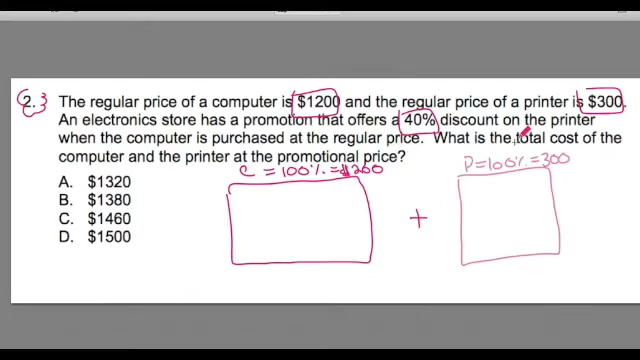 2. The regular price of a computer is $1200 and the regular price of a printer is $300.
An electronics store has a promotion that offers a 40% discount on the printer
when the computer is purchased at the regular price. What is the total cost of the
computer and the printer at the promotional price?
C = 100% = $1200
P = 100% = 300
A. $1320
B. $1380
C. $1460
D. $1500
+